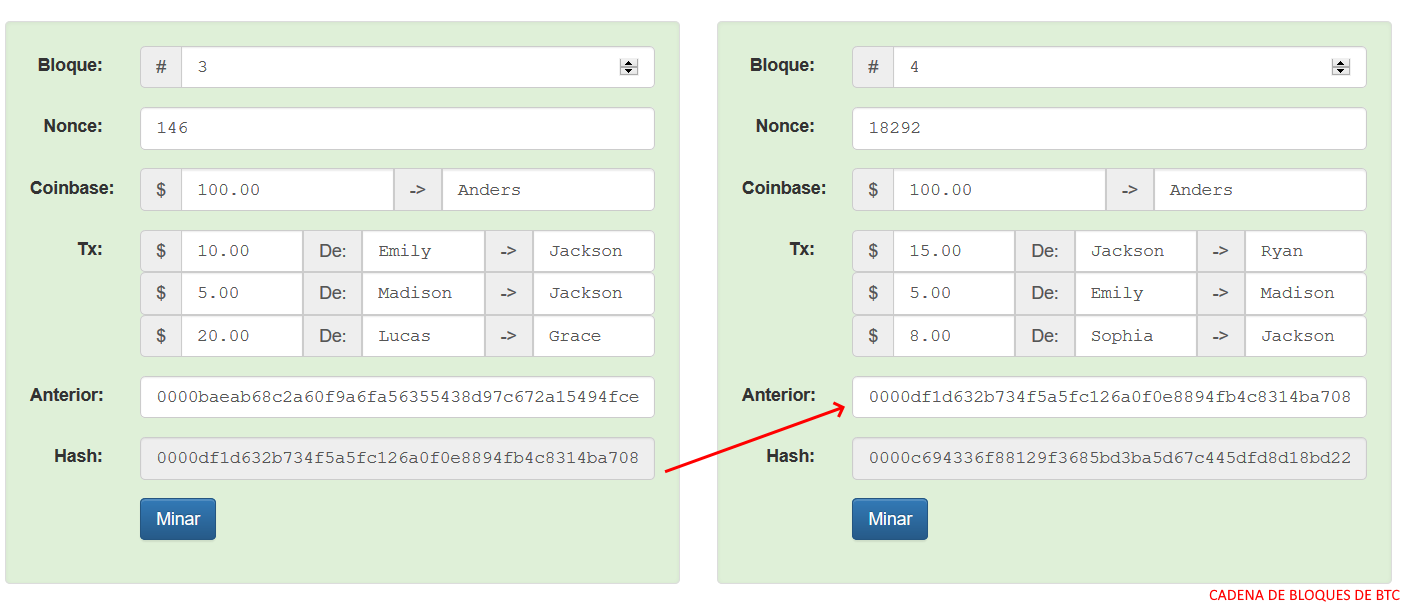 Bloque: # 3
Nonce: 146
Coinbase: $ 100.00 -> Anders
Tx: $ 10.00 De: Emily -> Jackson
$ 5.00 De: Madison -> Jackson
$ 20.00 De: Lucas -> Grace
Anterior: 0000baeab68c2a60f9a6fa56355438d97c672a15494fce
Hash: 0000df1d632b734f5a5fc126a0f0e8894fb4c8314ba708
Minar
Bloque: # 4
Nonce: 18292
Coinbase: $ 100.00 -> Anders
Tx: $ 15.00 De: Jackson -> Ryan
$ 5.00 De: Emily -> Madison
$ 8.00 De: Sophia -> Jackson
Anterior: 0000df1d632b734f5a5fc126a0f0e8894fb4c8314ba708
Hash: 0000c694336f88129f3685bd3ba5d67c445dfd8d18bd22
Minar
CADENA DE BLOQUES DE BTC